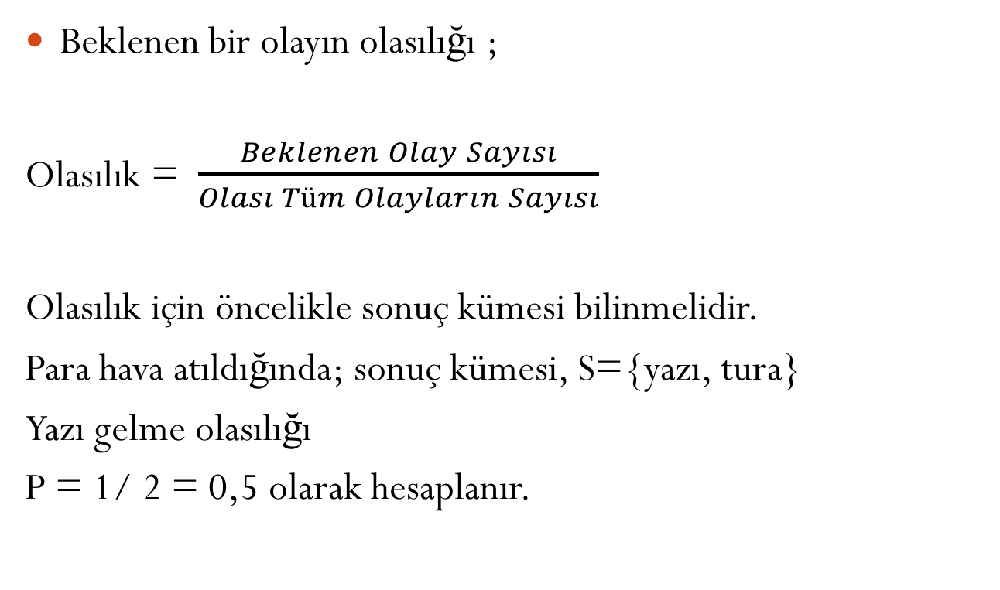 • Beklenen bir olayın olasılığı ;
Olasılık = Beklenen Olay Sayısı / Olası Tüm Olayların Sayısı
Olasılık için öncelikle sonuç kümesi bilinmelidir.
Para hava atıldığında; sonuç kümesi, S={yazı, tura}
Yazı gelme olasılığı
P = 1/ 2 = 0,5 olarak hesaplanır.